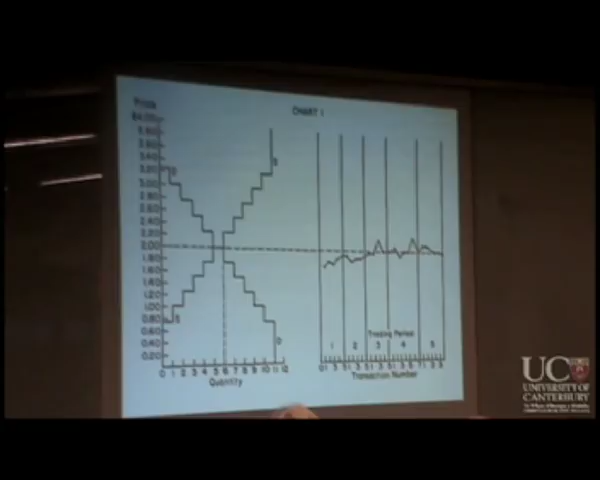 CHART 1
Price
$4.00
3.80
3.60
3.40
3.20
3.00
2.80
2.60
2.40
2.20
2.00
1.80
1.60
1.40
1.20
1.00
0.80
0.60
0.40
0.20
D
S
S
D
0 1 2 3 4 5 6 7 8 9 10 11 12
Quantity
Trading Period
1 2 3 4 5
Transaction Number
UC
UNIVERSITY OF
CANTERBURY